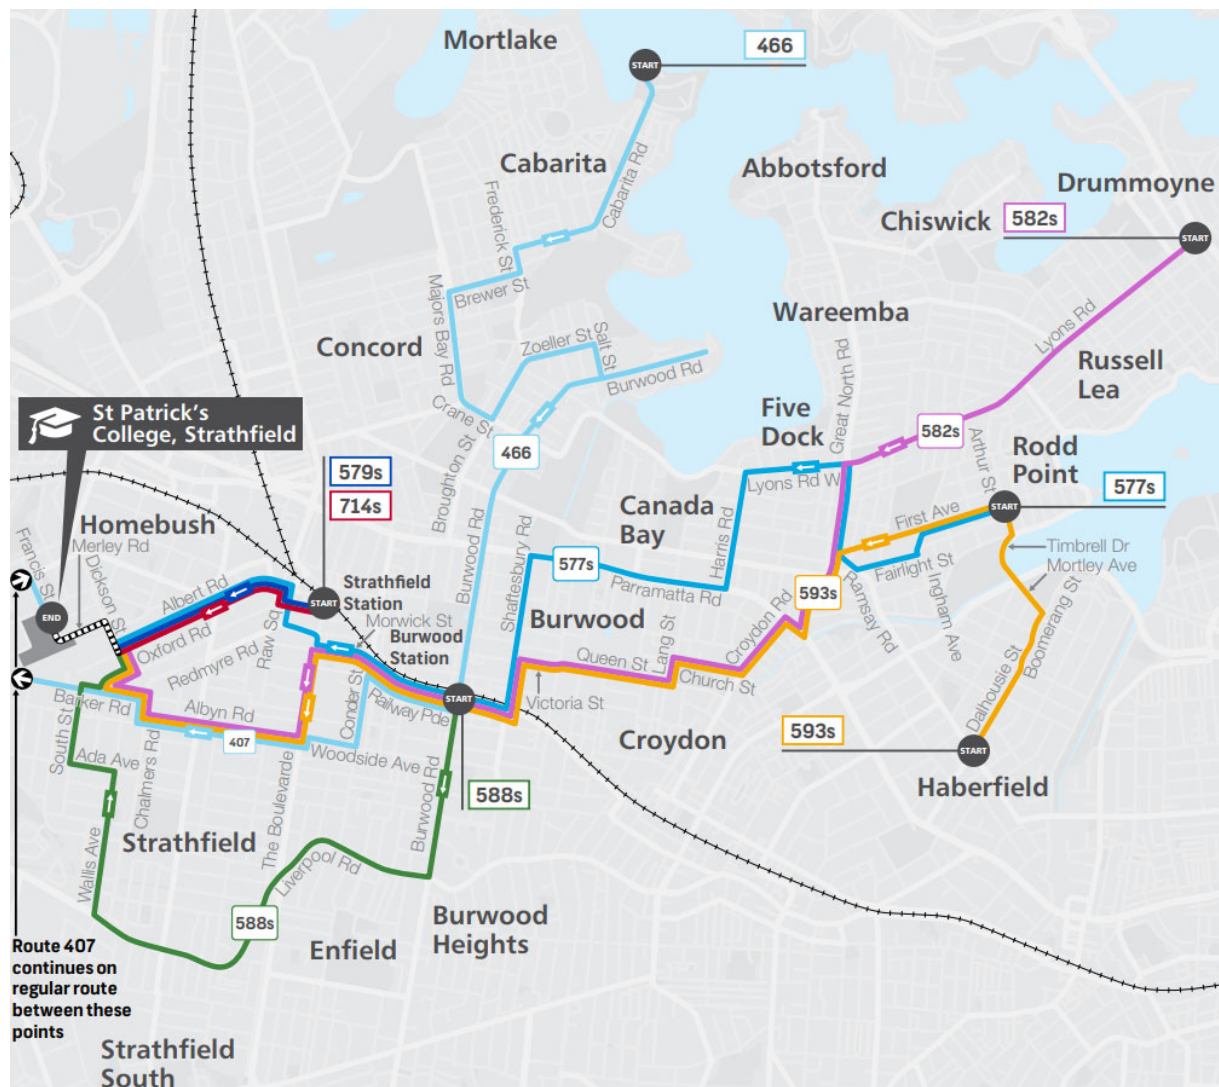 Mortlake
START
466
Cabarita
Cabarita Rd
Abbotsford
Drummoyne
Chiswick
582s
START
Frederick St
Brewer St
Majors Bay Rd
Wareemba
Lyons Rd
Concord
Zoeller St
Salt St
Burwood Rd
Russell
Lea
Great North Rd
Crane St
Five
Dock
St Patrick's
College, Strathfield
582s
Arthur St
Rodd
Point
466
Broughton St
579s
714s
Lyons Rd W
577s
START
Canada
Bay
Harris Rd
First Ave
Homebush
Merley Rd
Francis St
Dickson St
Albert Rd
Strathfield
Station
START
Burwood Rd
Shaftesbury Rd
577s
Parramatta Rd
593s
Ramsay Rd
Fairlight St
Ingham Ave
Timbrell Dr
Mortley Ave
Boomerang St
END
Oxford Rd
Redmyre Rd
Raw Sq
Morwick St
Burwood
Station
Burwood
Queen St
Lang St
Croydon Rd
Church St
Barker Rd
Albyn Rd
407
Conder St
Railway Pde
START
Victoria St
Croydon
Dalhousie St
593s
START
Haberfield
South St
Ada Ave
Chalmers Rd
The Boulevarde
Woodside Ave
Burwood Rd
588s
Strathfield
Wallis Ave
Liverpool Rd
588s
Enfield
Burwood
Heights
Route 407
continues on
regular route
between these
points
Strathfield
South